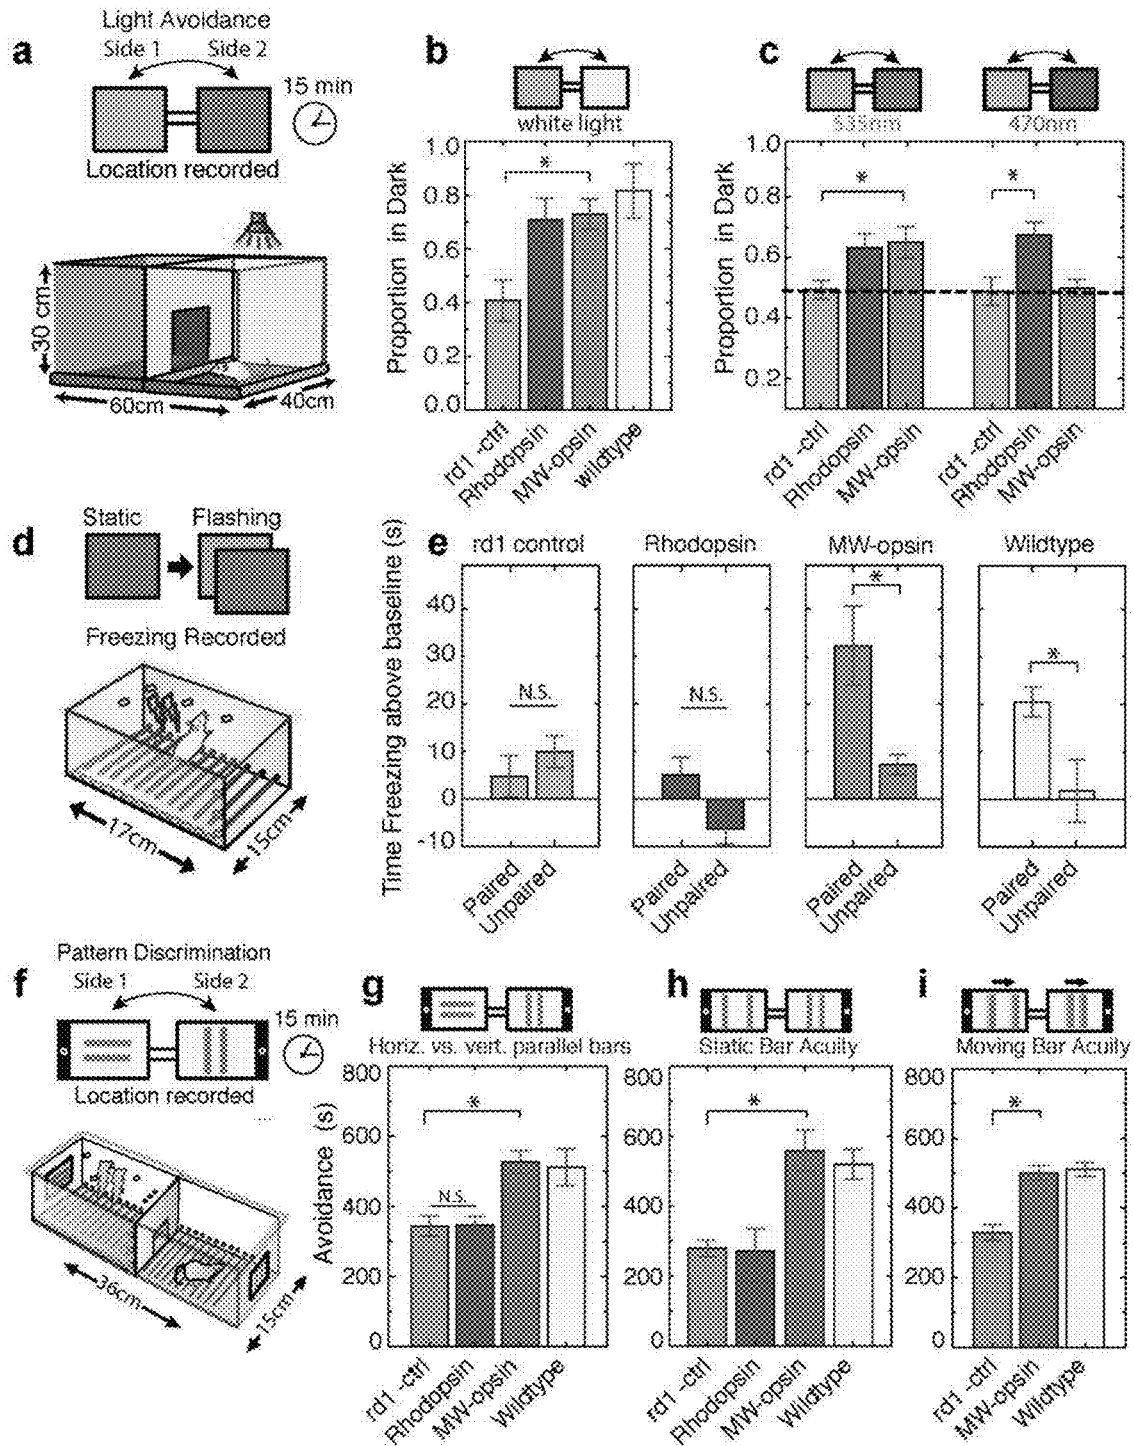 a
Light Avoidance
Side 1 Side 2
15 min
Location recorded
30 cm
60cm
40cm
b
white light
Proportion in Dark
1.0
0.8
0.6
0.4
0.2
0.0
*
rd1 -ctrl
Rhodopsin
MW-opsin
wildtype
c
535nm
470nm
Proportion in Dark
1.0
0.8
0.6
0.4
0.2
*
*
rd1 -ctrl
Rhodopsin
MW-opsin
rd1 -ctrl
Rhodopsin
MW-opsin
d
Static Flashing
Freezing Recorded
17cm
15cm
e
Time Freezing above baseline (s)
40
30
20
10
0
-10
rd1 control
N.S.
Paired
Unpaired
Rhodopsin
N.S.
Paired
Unpaired
MW-opsin
*
Paired
Unpaired
Wildtype
*
Paired
Unpaired
f
Pattern Discrimination
Side 1 Side 2
15 min
Location recorded
36cm
15cm
g
Horiz. vs. vert. parallel bars
Avoidance (s)
800
600
400
200
0
*
N.S.
rd1 -ctrl
Rhodopsin
MW-opsin
Wildtype
h
Static Bar Acuity
800
600
400
200
0
*
rd1 -ctrl
Rhodopsin
MW-opsin
Wildtype
i
Moving Bar Acuity
800
600
400
200
0
*
rd1 -ctrl
MW-opsin
Wildtype